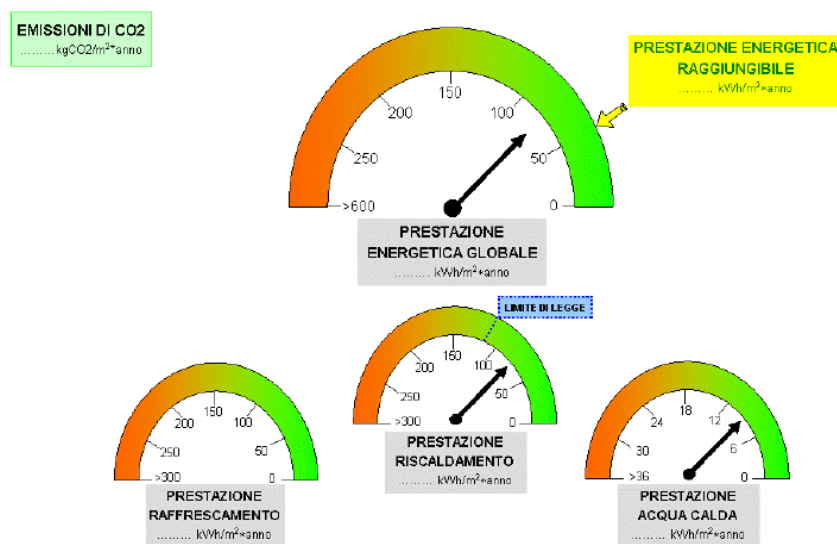 EMISSIONI DI CO2
.........kgCO2/m²*anno
PRESTAZIONE ENERGETICA
RAGGIUNGIBILE
......... kWh/m²*anno
150
200
100
250
50
>600
0
PRESTAZIONE
ENERGETICA GLOBALE
......... kWh/m²*anno
LIMITE DI LEGGE
150
200
100
250
50
>300
0
PRESTAZIONE
RISCALDAMENTO
......... kWh/m²*anno
150
200
100
250
50
>300
0
PRESTAZIONE
RAFFRESCAMENTO
......... kWh/m²*anno
18
24
12
30
6
>36
0
PRESTAZIONE
ACQUA CALDA
......... kWh/m²*anno